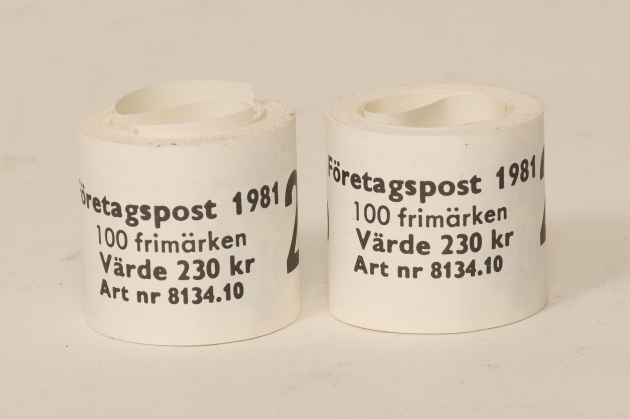 Företagspost 1981
100 frimärken
Värde 230 kr
Art nr 8134.10
2
Företagspost 1981
100 frimärken
Värde 230 kr
Art nr 8134.10